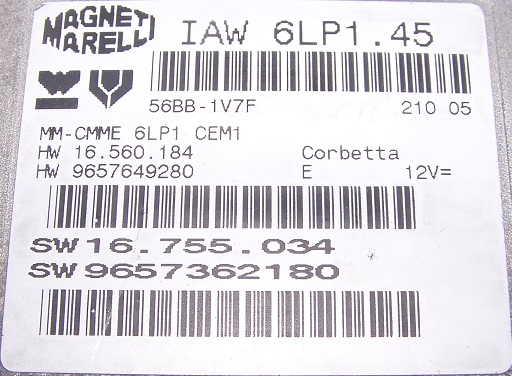 MAGNETI MARELLI
IAW 6LP1.45
56BB-1V7F 210 05
MM-CMME 6LP1 CEM1
HW 16.560.184 Corbetta
HW 9657649280 E 12V=
SW 16.755.034
SW 9657362180